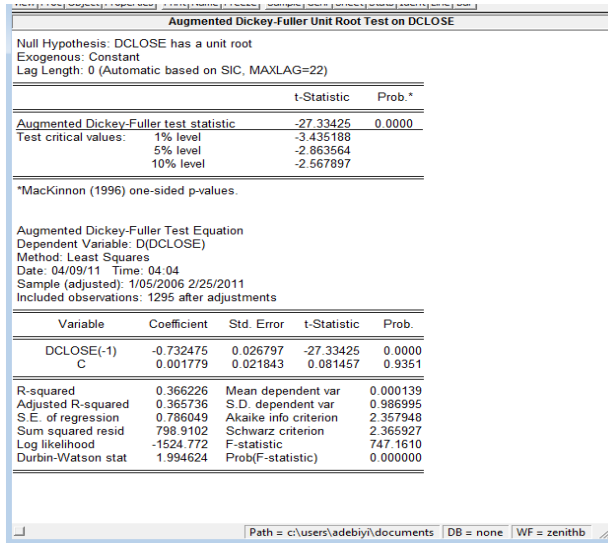 Augmented Dickey-Fuller Unit Root Test on DCLOSE
Null Hypothesis: DCLOSE has a unit root
Exogenous: Constant
Lag Length: 0 (Automatic based on SIC, MAXLAG=22)
t-Statistic Prob.*
Augmented Dickey-Fuller test statistic -27.33425 0.0000
Test critical values: 1% level -3.435188
5% level -2.863564
10% level -2.567897
*MacKinnon (1996) one-sided p-values.
Augmented Dickey-Fuller Test Equation
Dependent Variable: D(DCLOSE)
Method: Least Squares
Date: 04/09/11 Time: 04:04
Sample (adjusted): 1/05/2006 2/25/2011
Included observations: 1295 after adjustments
Variable Coefficient Std. Error t-Statistic Prob.
DCLOSE(-1) -0.732475 0.026797 -27.33425 0.0000
C 0.001779 0.021843 0.081457 0.9351
R-squared 0.366226 Mean dependent var 0.000139
Adjusted R-squared 0.365736 S.D. dependent var 0.986995
S.E. of regression 0.786049 Akaike info criterion 2.357948
Sum squared resid 798.9102 Schwarz criterion 2.365927
Log likelihood -1524.772 F-statistic 747.1610
Durbin-Watson stat 1.994624 Prob(F-statistic) 0.000000
Path = c:\users\adebiyi\documents DB = none WF = zenithb